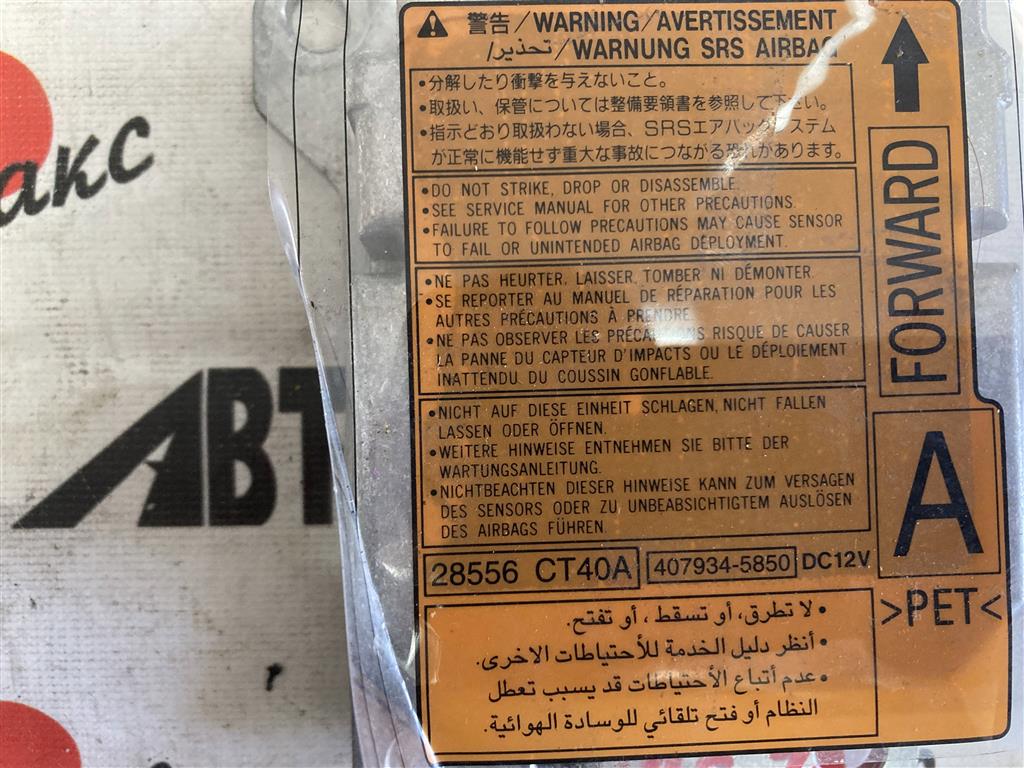 акс
АВТ
警告/WARNING/AVERTISSEMENT
تحذير/WARNUNG SRS AIRBAG/
•分解したり衝撃を与えないこと。
•取扱い、保管については整備要領書を参照して下さい。
•指示どおり取扱わない場合、SRSエアバックシステム
が正常に機能せず重大な事故につながる恐れがあります。
•DO NOT STRIKE, DROP OR DISASSEMBLE.
•SEE SERVICE MANUAL FOR OTHER PRECAUTIONS.
•FAILURE TO FOLLOW PRECAUTIONS MAY CAUSE SENSOR
TO FAIL OR UNINTENDED AIRBAG DEPLOYMENT.
•NE PAS HEURTER, LAISSER TOMBER NI DÉMONTER.
•SE REPORTER AU MANUEL DE RÉPARATION POUR LES
AUTRES PRÉCAUTIONS À PRENDRE.
•NE PAS OBSERVER LES PRÉCAUTIONS RISQUE DE CAUSER
LA PANNE DU CAPTEUR D'IMPACTS OU LE DÉPLOIEMENT
INATTENDU DU COUSSIN GONFLABLE.
•NICHT AUF DIESE EINHEIT SCHLAGEN, NICHT FALLEN
LASSEN ODER ÖFFNEN.
•WEITERE HINWEISE ENTNEHMEN SIE BITTE DER
WARTUNGSANLEITUNG.
•NICHTBEACHTEN DIESER HINWEISE KANN ZUM VERSAGEN
DES SENSORS ODER ZU UNBEABSICHTIGTEM AUSLÖSEN
DES AIRBAGS FÜHREN.
28556 CT40A 407934-5850 DC12V
•لا تطرق، أو تسقط، أو تفتح.
•أنظر دليل الخدمة للأحتياطات الاخرى.
•عدم أتباع الأحتياطات قد يسبب تعطل
النظام أو فتح تلقائي للوسادة الهوائية.
FORWARD
A
>PET<